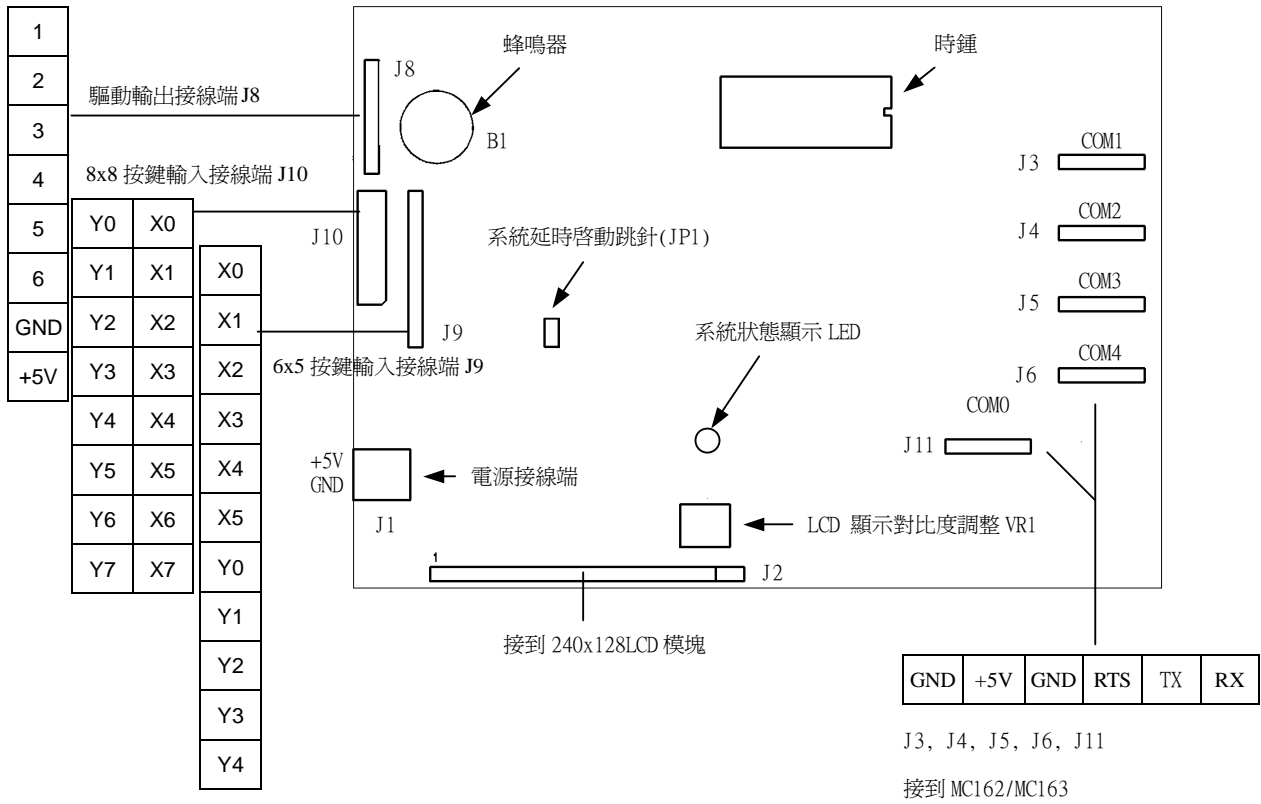 1
2
3
4
5
6
GND
+5V
驅動輸出接線端 J8
8x8 按鍵輸入接線端 J10
Y0 X0
Y1 X1
Y2 X2
Y3 X3
Y4 X4
Y5 X5
Y6 X6
Y7 X7
X0
X1
X2
X3
X4
X5
Y0
Y1
Y2
Y3
Y4
6x5 按鍵輸入接線端 J9
J8
蜂鳴器
B1
時鍾
J10
J9
系統延時啓動跳針(JP1)
系統狀態顯示 LED
COM1
J3
COM2
J4
COM3
J5
COM4
J6
COM0
J11
+5V
GND
電源接線端
J1
LCD 顯示對比度調整 VR1
1
J2
接到 240x128LCD 模塊
GND +5V GND RTS TX RX
J3, J4, J5, J6, J11
接到 MC162/MC163